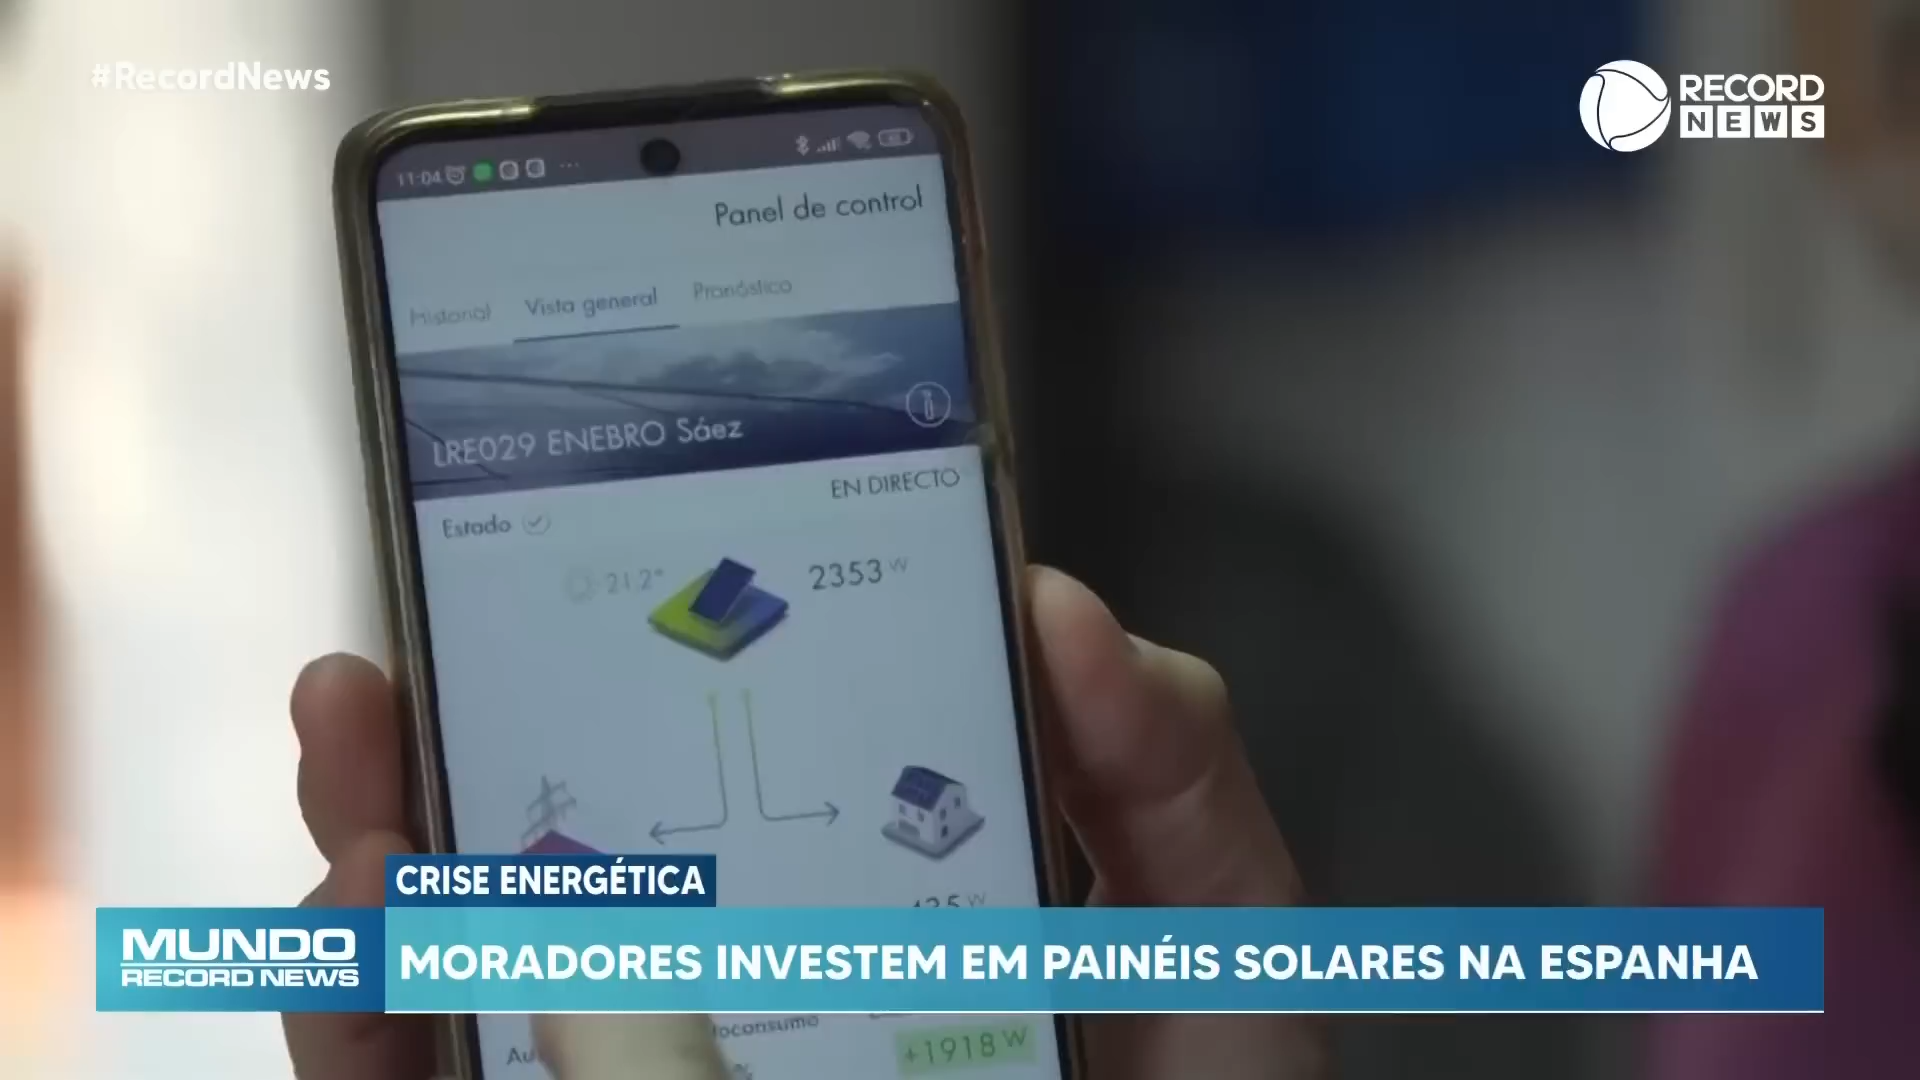 #RecordNews
RECORD
NEWS
11:04
Panel de control
Historial Vista general Pronóstico
LRE029 ENEBRO Sáez
EN DIRECTO
Estado
21,2°
2353 W
435 W
CRISE ENERGÉTICA
MUNDO
RECORD NEWS
MORADORES INVESTEM EM PAINÉIS SOLARES NA ESPANHA
+1918 W